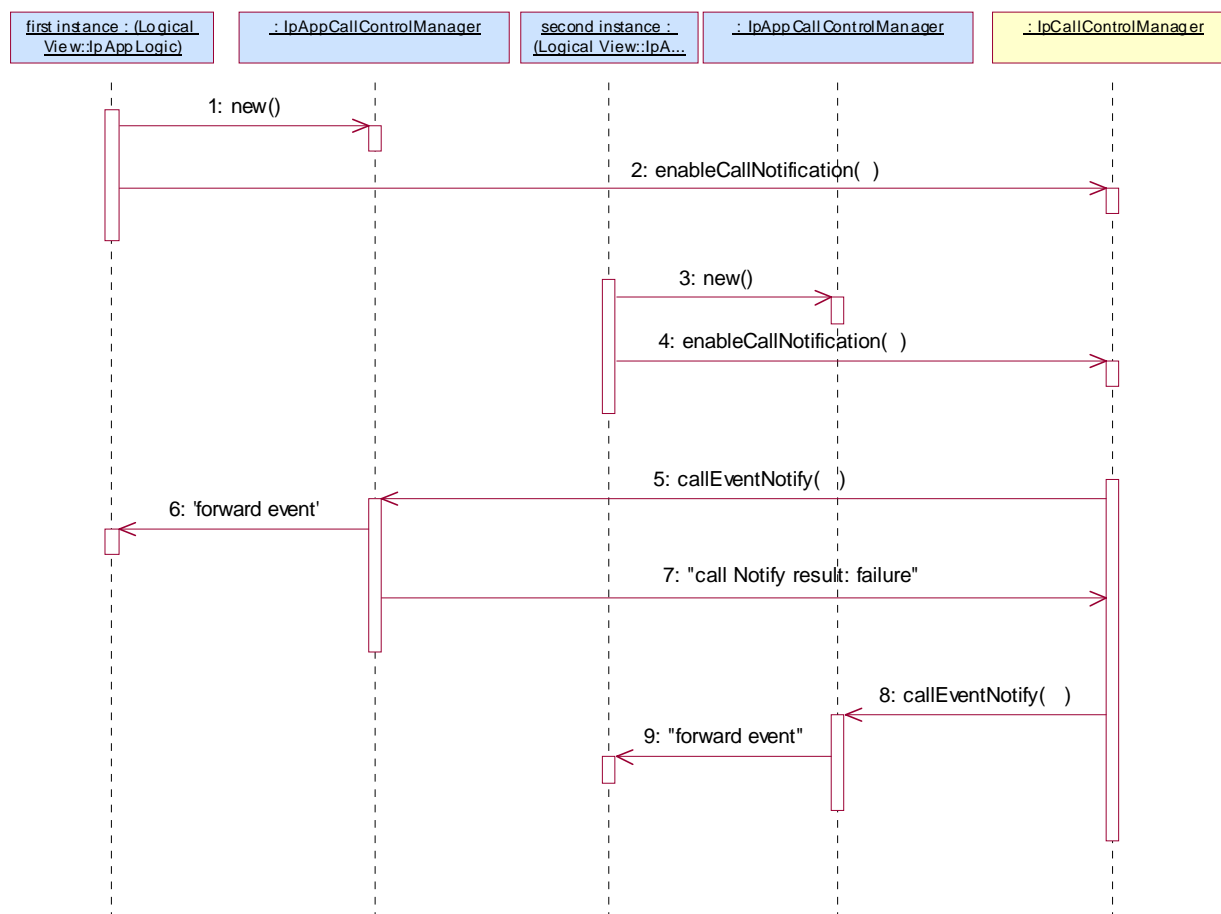 first instance : (Logical
View::IpAppLogic)
: IpAppCallControlManager
second instance :
(Logical View::IpA...
: IpAppCallControlManager
: IpCallControlManager
1: new()
2: enableCallNotification( )
3: new()
4: enableCallNotification( )
5: callEventNotify( )
6: 'forward event'
7: "call Notify result: failure"
8: callEventNotify( )
9: "forward event"